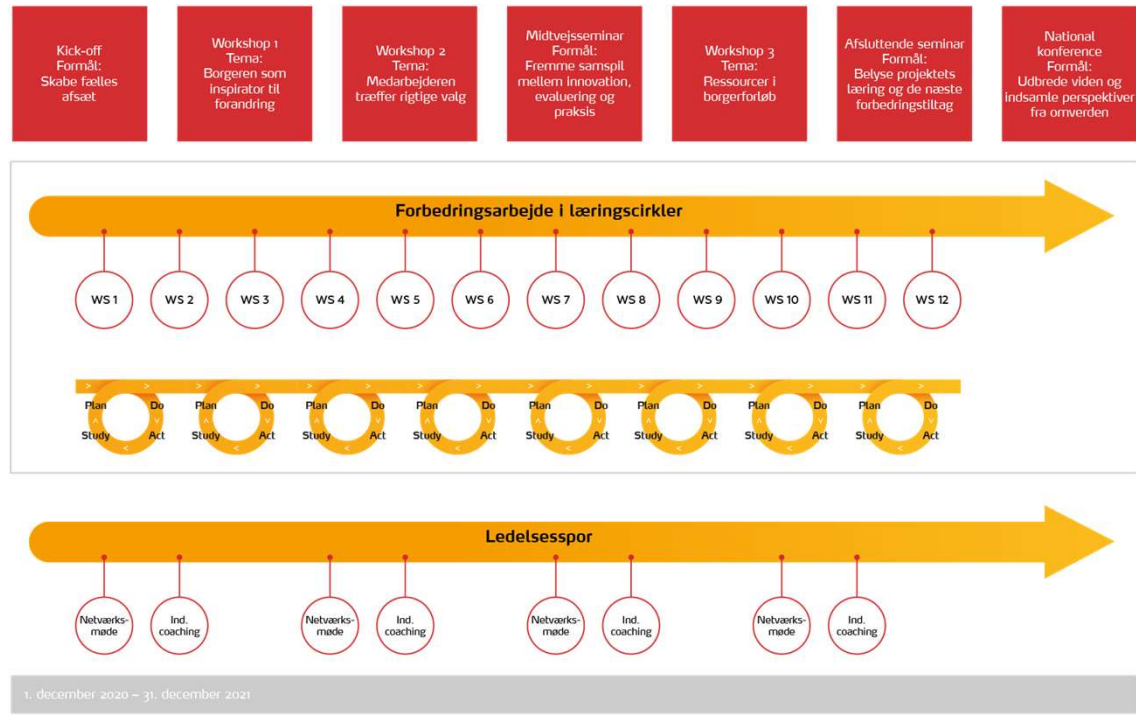 Kick-off
Formål:
Skabe fælles
afsæt
Workshop 1
Tema:
Borgeren som
inspirator til
forandring
Workshop 2
Tema:
Medarbejderen
træffer rigtige valg
Midtvejsseminar
Formål:
Fremme samspil
mellem innovation,
evaluering og
praksis
Workshop 3
Tema:
Ressourcer i
borgerforløb
Afsluttende seminar
Formål:
Belyse projektets
læring og de næste
forbedringstiltag
National
konference
Formål:
Udbrede viden og
indsamle perspektiver
fra omverden
Forbedringsarbejde i læringscirkler
WS 1
WS 2
WS 3
WS 4
WS 5
WS 6
WS 7
WS 8
WS 9
WS 10
WS 11
WS 12
Plan Do
Study Act
Plan Do
Study Act
Plan Do
Study Act
Plan Do
Study Act
Plan Do
Study Act
Plan Do
Study Act
Plan Do
Study Act
Plan Do
Study Act
Ledelsesspor
Netværks-
møde
Ind.
coaching
Netværks-
møde
Ind.
coaching
Netværks-
møde
Ind.
coaching
Netværks-
møde
Ind.
coaching
1. december 2020 – 31. december 2021